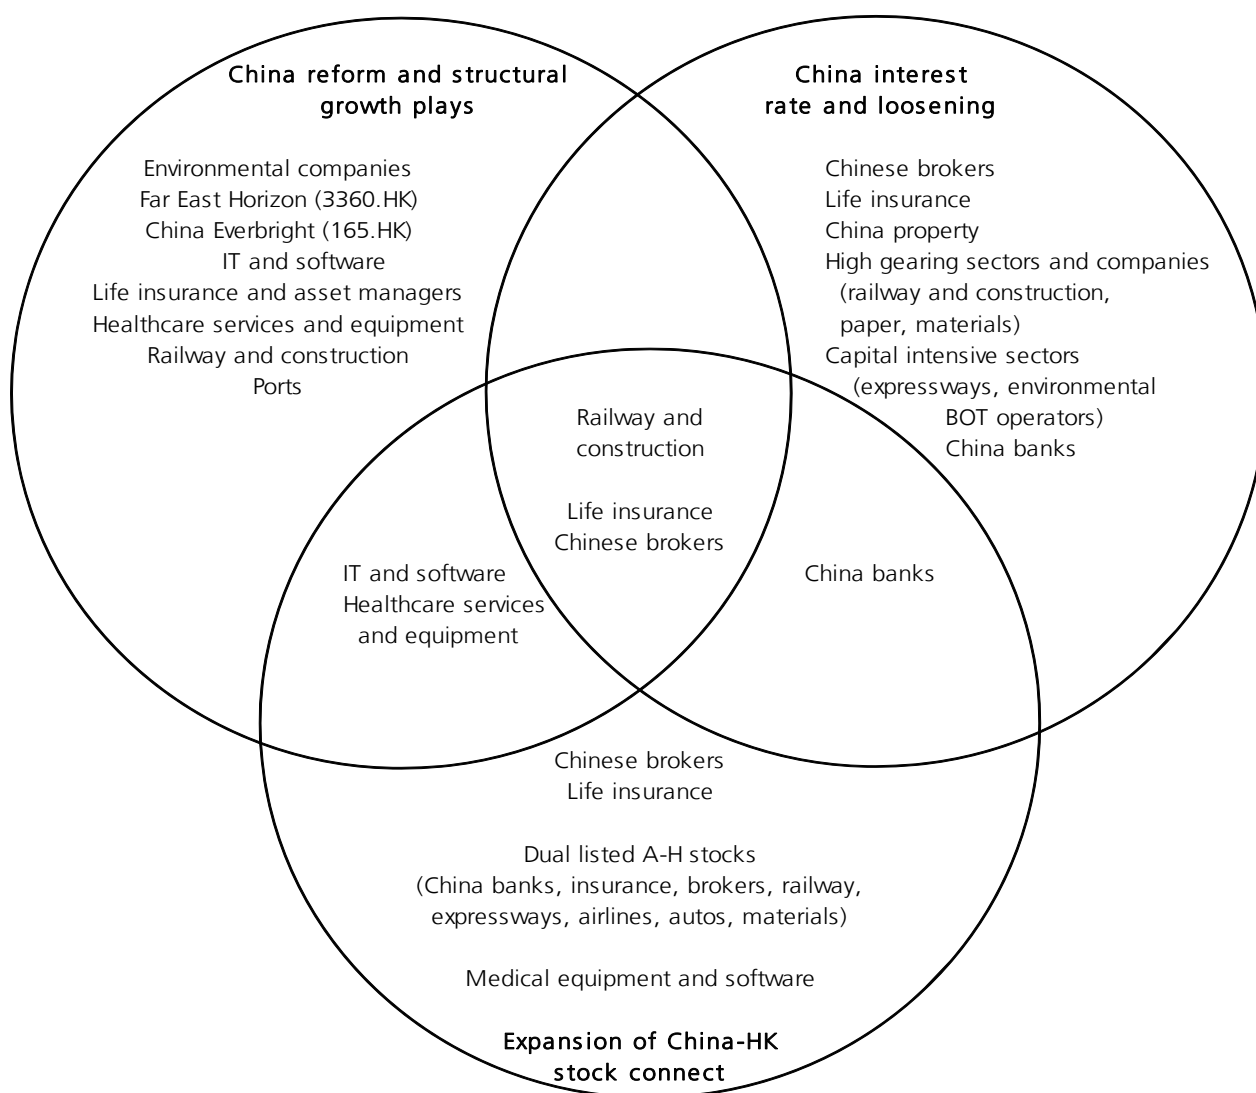 China reform and structural
growth plays
Environmental companies
Far East Horizon (3360.HK)
China Everbright (165.HK)
IT and software
Life insurance and asset managers
Healthcare services and equipment
Railway and construction
Ports
China interest
rate and loosening
Chinese brokers
Life insurance
China property
High gearing sectors and companies
(railway and construction,
paper, materials)
Capital intensive sectors
(expressways, environmental
BOT operators)
China banks
Railway and
construction
Life insurance
Chinese brokers
IT and software
Healthcare services
and equipment
China banks
Chinese brokers
Life insurance
Dual listed A-H stocks
(China banks, insurance, brokers, railway,
expressways, airlines, autos, materials)
Medical equipment and software
Expansion of China-HK
stock connect